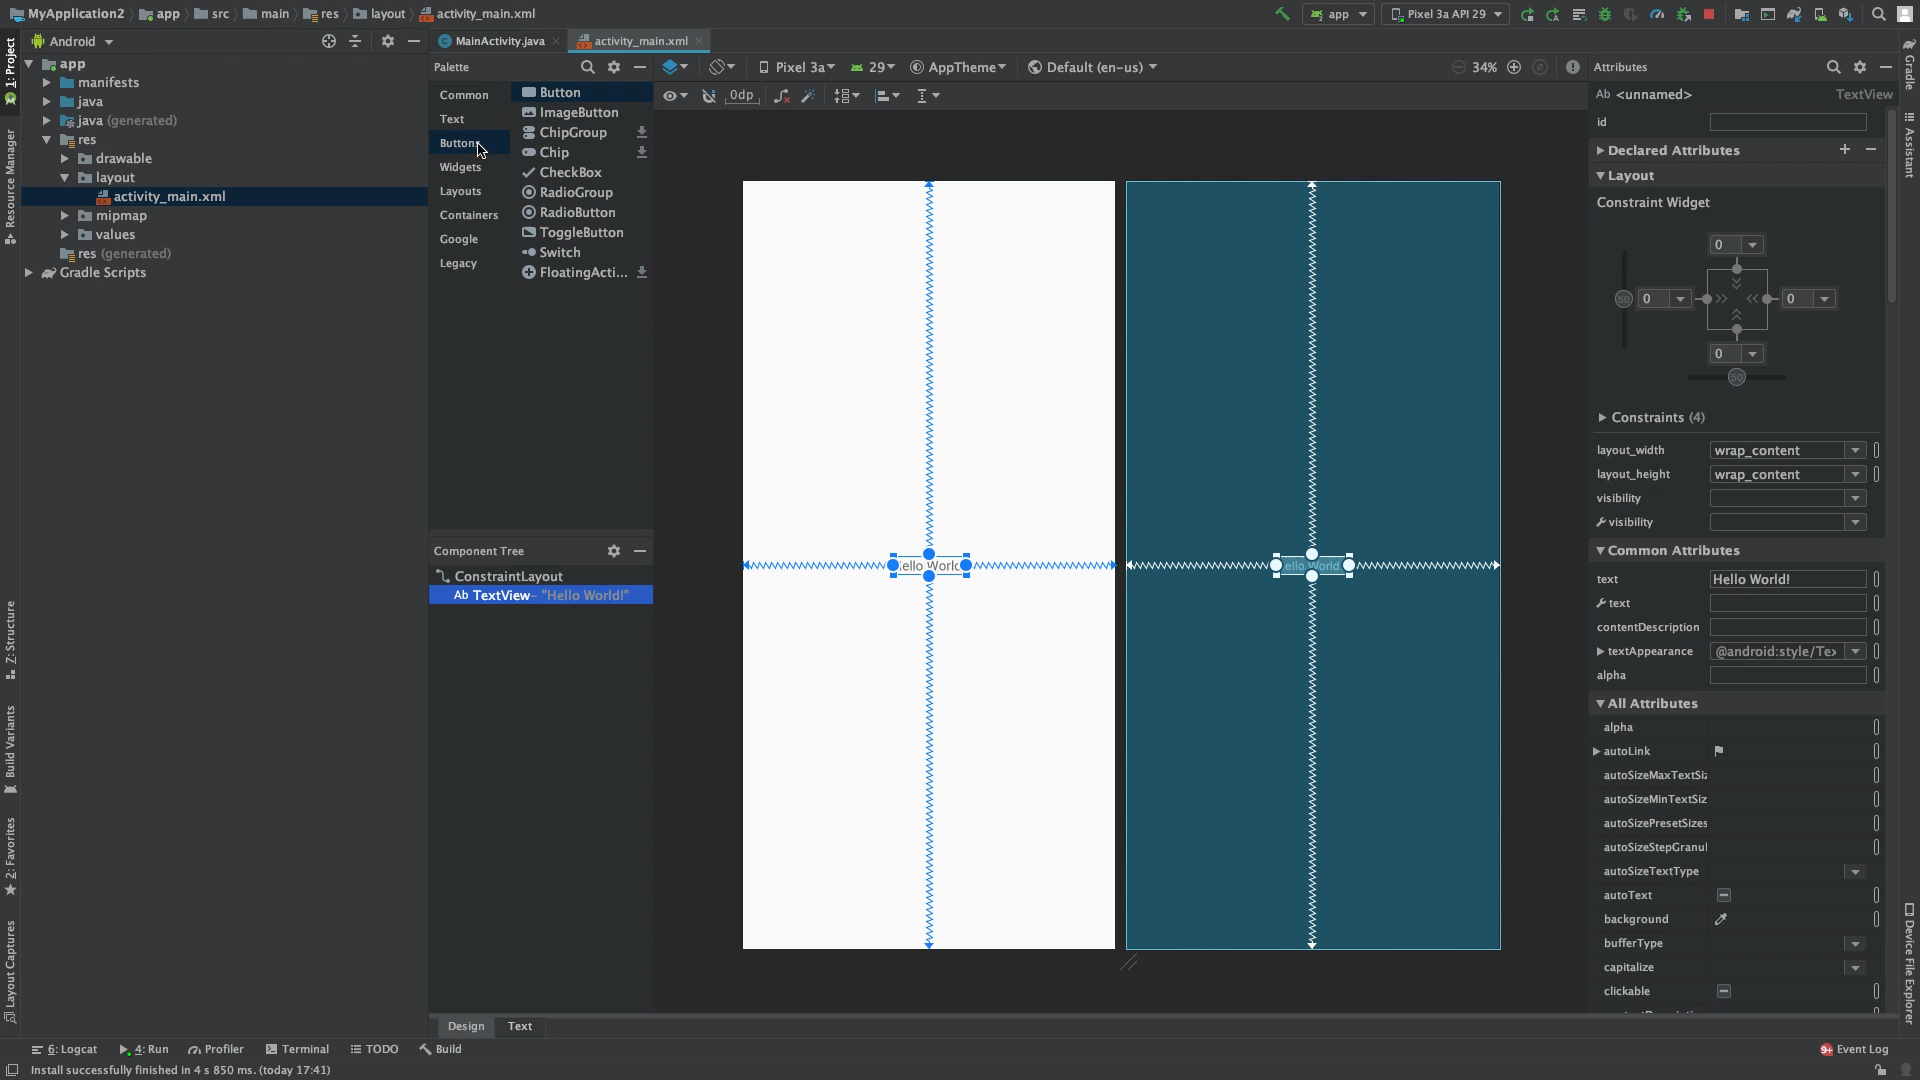 MyApplication2 app src main res layout activity_main.xml
app Pixel 3a API 29
1: Project
Resource Manager
Z: Structure
Build Variants
2: Favorites
Layout Captures
Android
app
manifests
java
java (generated)
res
drawable
layout
activity_main.xml
mipmap
values
res (generated)
Gradle Scripts
MainActivity.java activity_main.xml
Palette
Common
Text
Buttons
Widgets
Layouts
Containers
Google
Legacy
Button
ImageButton
ChipGroup
Chip
CheckBox
RadioGroup
RadioButton
ToggleButton
Switch
FloatingActi...
Component Tree
ConstraintLayout
Ab TextView- "Hello World!"
Pixel 3a 29 AppTheme Default (en-us) 34%
0dp
ello World
ello World
Design Text
Attributes
Ab <unnamed> TextView
id
Declared Attributes
Layout
Constraint Widget
0
50 0 0
0
50
Constraints (4)
layout_width wrap_content
layout_height wrap_content
visibility
visibility
Common Attributes
text Hello World!
text
contentDescription
textAppearance @android:style/Te
alpha
All Attributes
alpha
autoLink
autoSizeMaxTextSi
autoSizeMinTextSiz
autoSizePresetSizes
autoSizeStepGranul
autoSizeTextType
autoText
background
bufferType
capitalize
clickable
Gradle
Assistant
Device File Explorer
6: Logcat 4: Run Profiler Terminal TODO Build 9+ Event Log
Install successfully finished in 4 s 850 ms. (today 17:41)